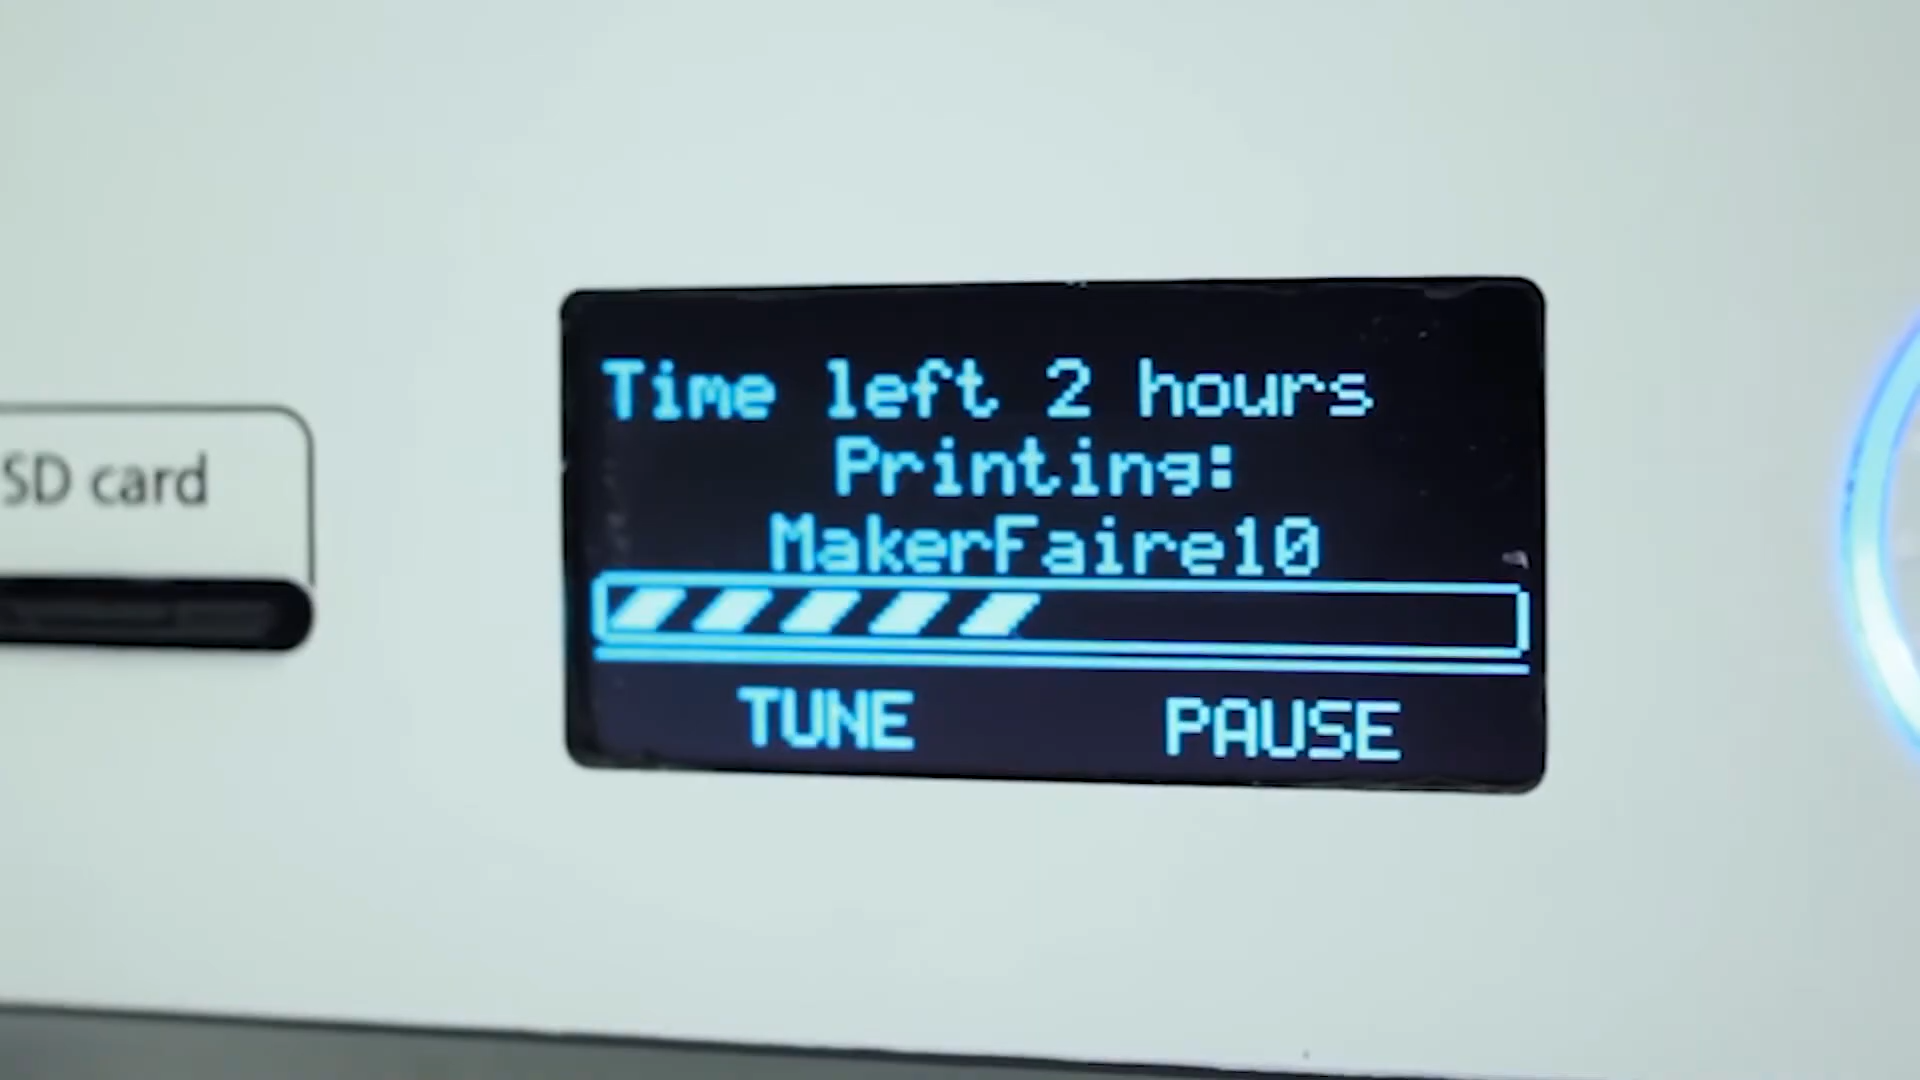 SD card
Time left 2 hours
Printing:
MakerFaire10
TUNE PAUSE